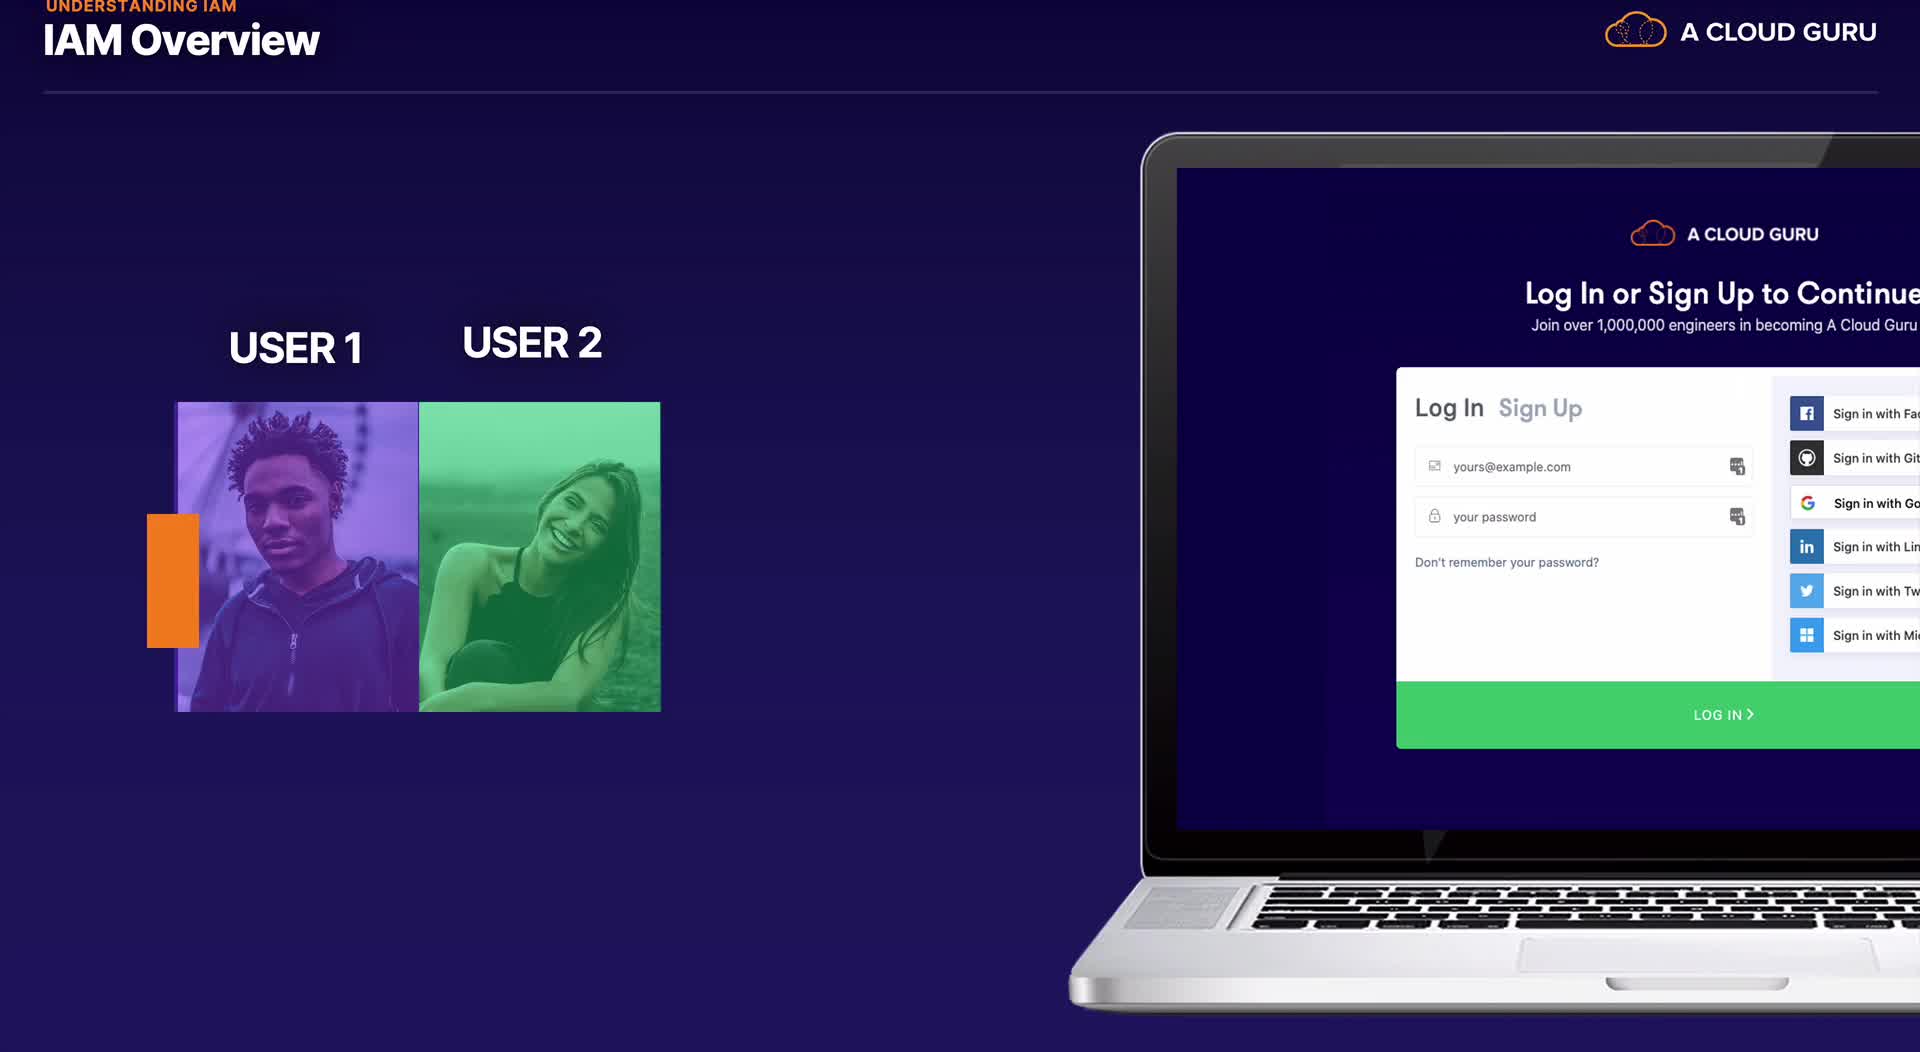 UNDERSTANDING IAM
IAM Overview
A CLOUD GURU
USER 1
USER 2
A CLOUD GURU
Log In or Sign Up to Continue
Join over 1,000,000 engineers in becoming A Cloud Guru
Log In Sign Up
yours@example.com
your password
Don't remember your password?
Sign in with Fac
Sign in with Git
Sign in with Go
Sign in with Lin
Sign in with Tw
Sign in with Mic
LOG IN